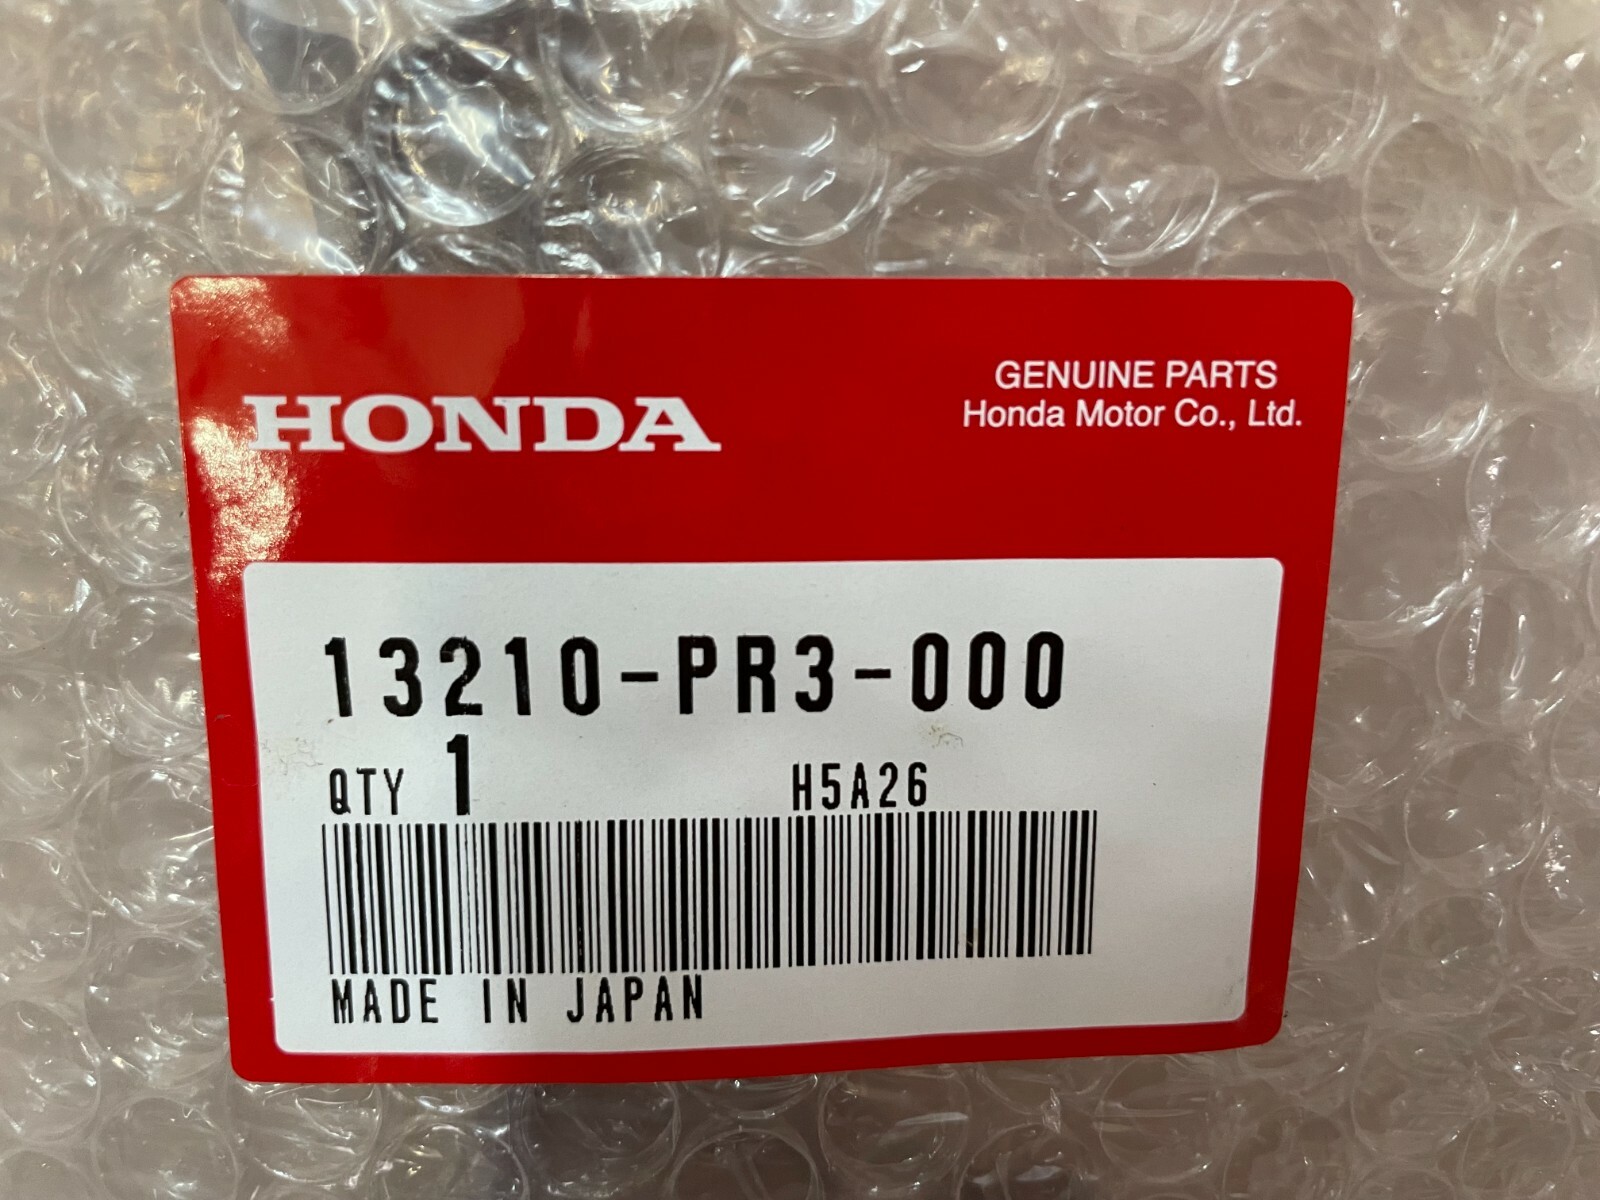 HONDA
GENUINE PARTS
Honda Motor Co., Ltd.
13210-PR3-000
QTY 1 H5A26
MADE IN JAPAN